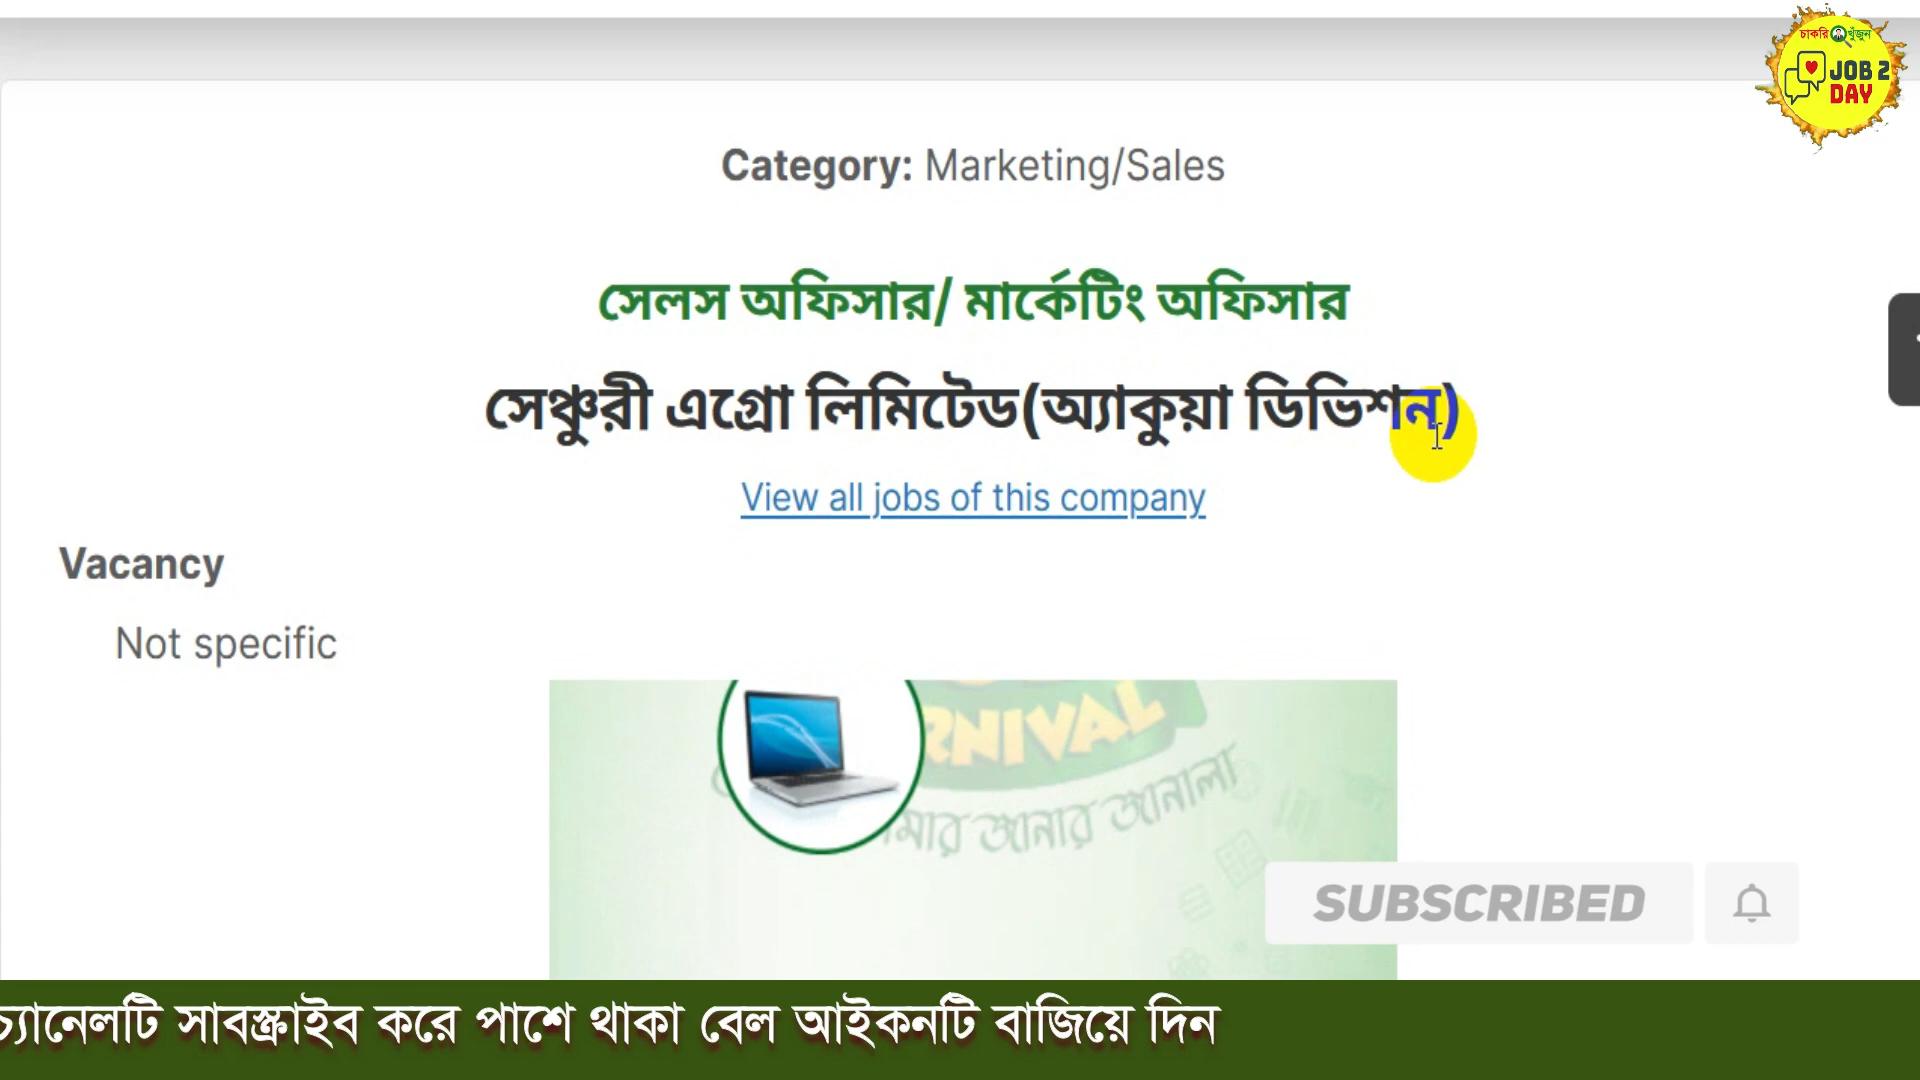 চাকরি খুঁজুন
JOB 2
DAY
Category: Marketing/Sales
সেলস অফিসার/ মার্কেটিং অফিসার
সেঞ্চুরী এগ্রো লিমিটেড(অ্যাকুয়া ডিভিশন)
View all jobs of this company
Vacancy
Not specific
RNIVAL
মার জানার জানালা
SUBSCRIBED
চ্যানেলটি সাবস্ক্রাইব করে পাশে থাকা বেল আইকনটি বাজিয়ে দিন